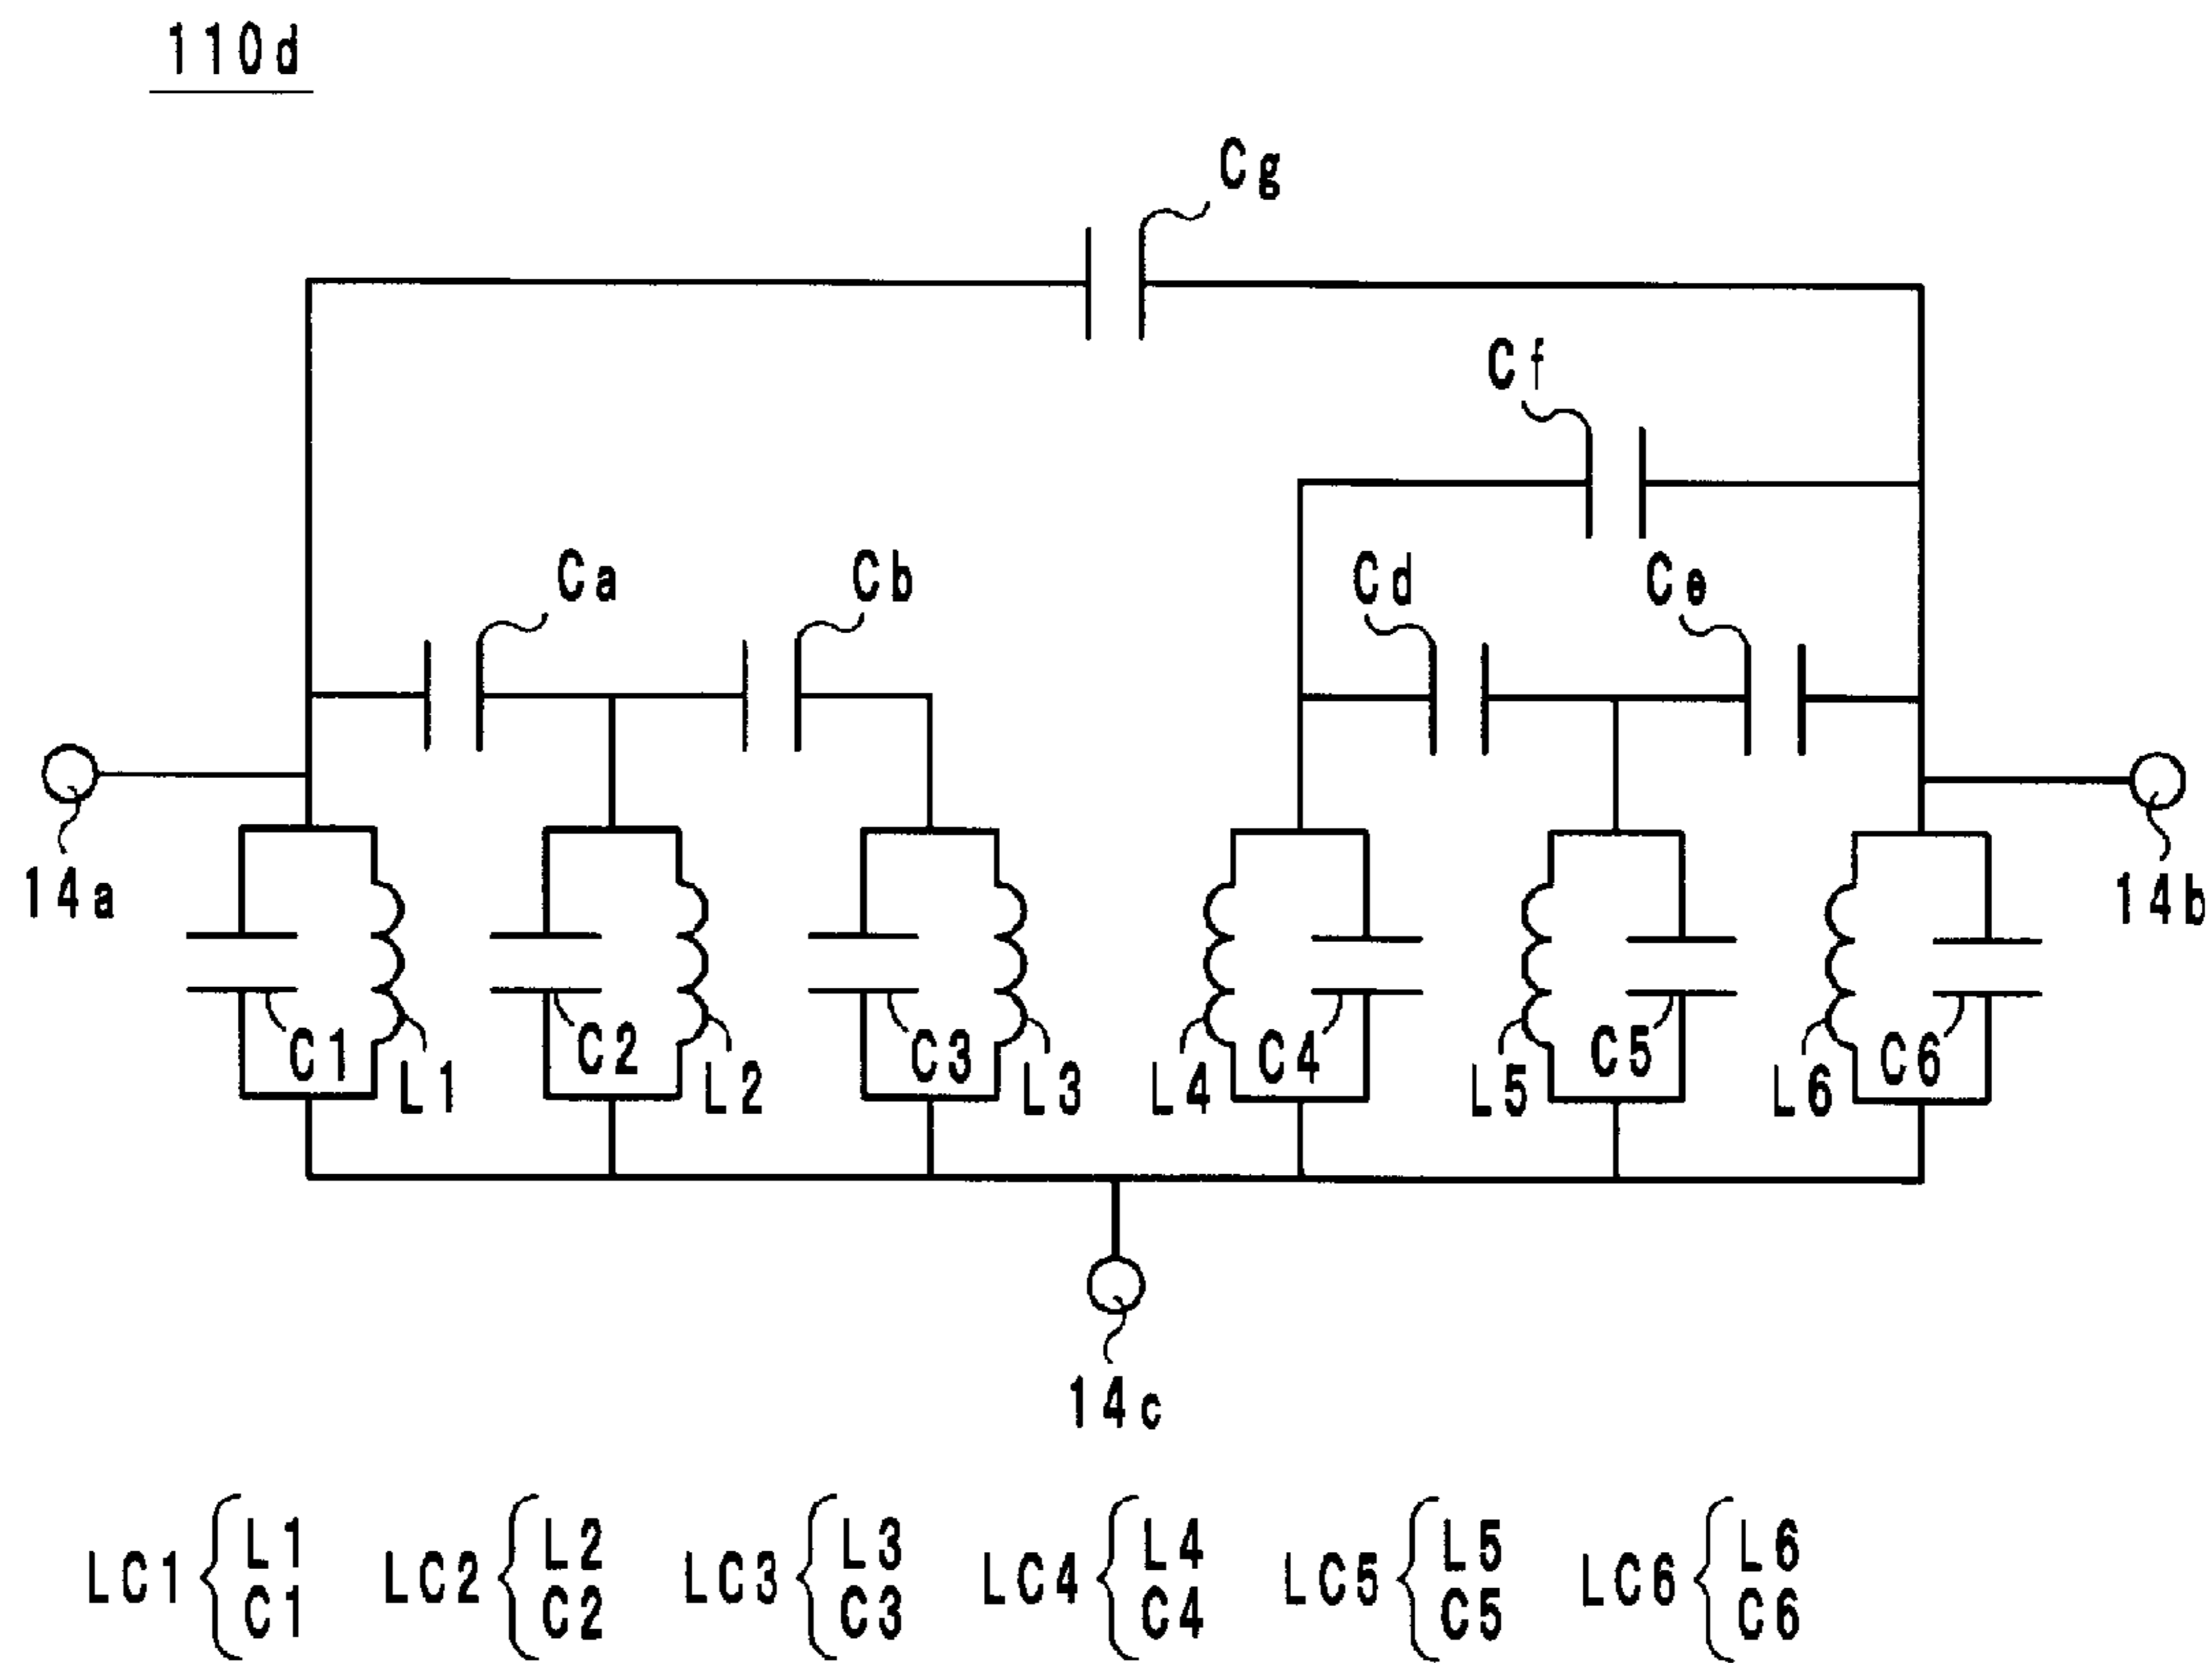 110d
Cg
Cf
Ca
Cb
Cd
Ce
14a
14b
C1
L1
C2
L2
C3
L3
L4
C4
L5
C5
L6
C6
14c
LC1 { L1 C1
LC2 { L2 C2
LC3 { L3 C3
LC4 { L4 C4
LC5 { L5 C5
LC6 { L6 C6